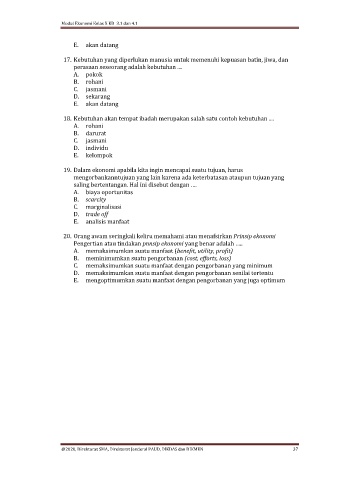 Modul Ekonomi Kelas X KD 3.1 dan 4.1
E. akan datang
17. Kebutuhan yang diperlukan manusia untuk memenuhi kepuasan batin, jiwa, dan
perasaan seseorang adalah kebutuhan ....
A. pokok
B. rohani
C. jasmani
D. sekarang
E. akan datang
18. Kebutuhan akan tempat ibadah merupakan salah satu contoh kebutuhan ....
A. rohani
B. darurat
C. jasmani
D. individu
E. kelompok
19. Dalam ekonomi apabila kita ingin mencapai suatu tujuan, harus
mengorbankantujuan yang lain karena ada keterbatasan ataupun tujuan yang
saling bertentangan. Hal ini disebut dengan ....
A. biaya oportunitas
B. scarcity
C. marginalisasi
D. trade off
E. analisis manfaat
20. Orang awam seringkali keliru memahami atau menafsirkan Prinsip ekonomi
Pengertian atau tindakan prinsip ekonomi yang benar adalah ....
A. memaksimumkan suatu manfaat (benefit, utility, profit)
B. meminimumkan suatu pengorbanan (cost, efforts, loss)
C. memaksimumkan suatu manfaat dengan pengorbanan yang minimum
D. memaksimumkan suatu manfaat dengan pengorbanan senilai tertentu
E. mengoptimumkan suatu manfaat dengan pengorbanan yang juga optimum
@2020, Direktorat SMA, Direktorat Jenderal PAUD, DIKDAS dan DIKMEN 37